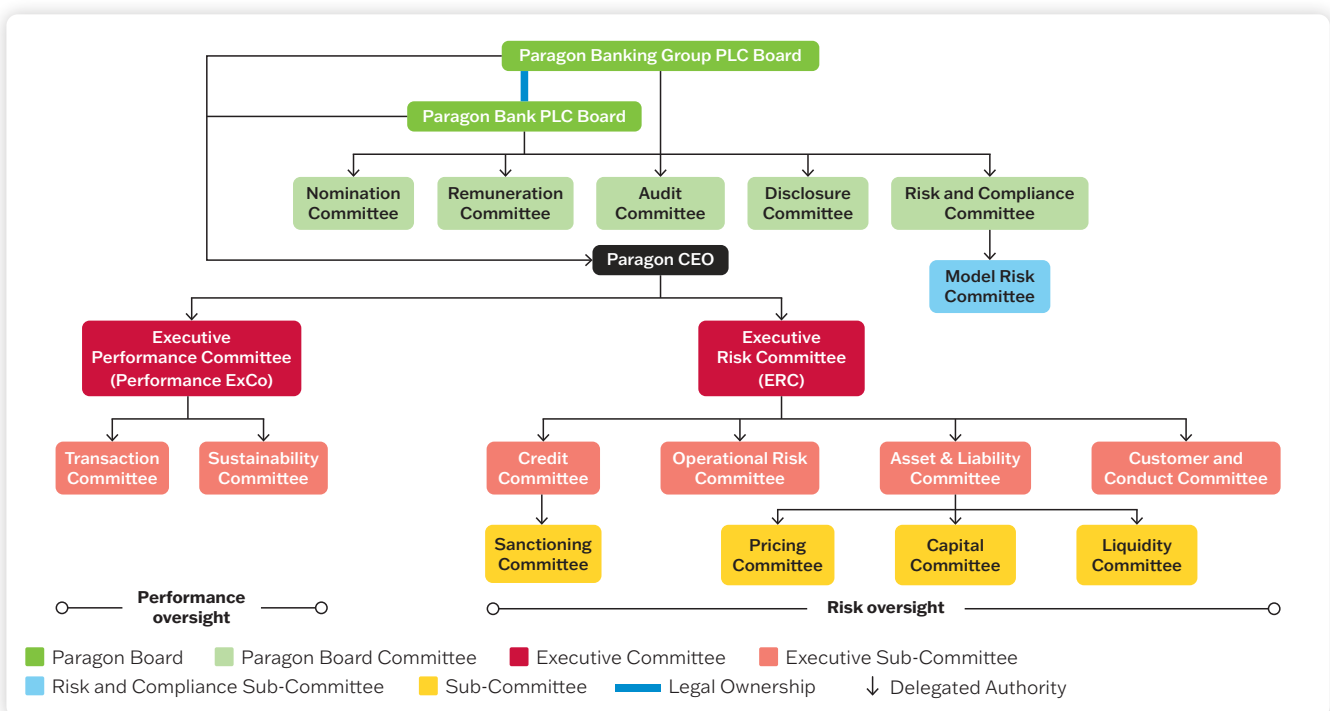 Paragon Banking Group PLC Board
Paragon Bank PLC Board
Nomination
Committee
Remuneration
Committee
Audit
Committee
Disclosure
Committee
Risk and Compliance
Committee
Paragon CEO
Model Risk
Committee
Executive
Performance Committee
(Performance ExCo)
Executive
Risk Committee
(ERC)
Transaction
Committee
Sustainability
Committee
Credit
Committee
Operational Risk
Committee
Asset & Liability
Committee
Customer and
Conduct Committee
Sanctioning
Committee
Pricing
Committee
Capital
Committee
Liquidity
Committee
Performance
oversight
Risk oversight
Paragon Board
Paragon Board Committee
Executive Committee
Executive Sub-Committee
Risk and Compliance Sub-Committee
Sub-Committee
Legal Ownership
Delegated Authority